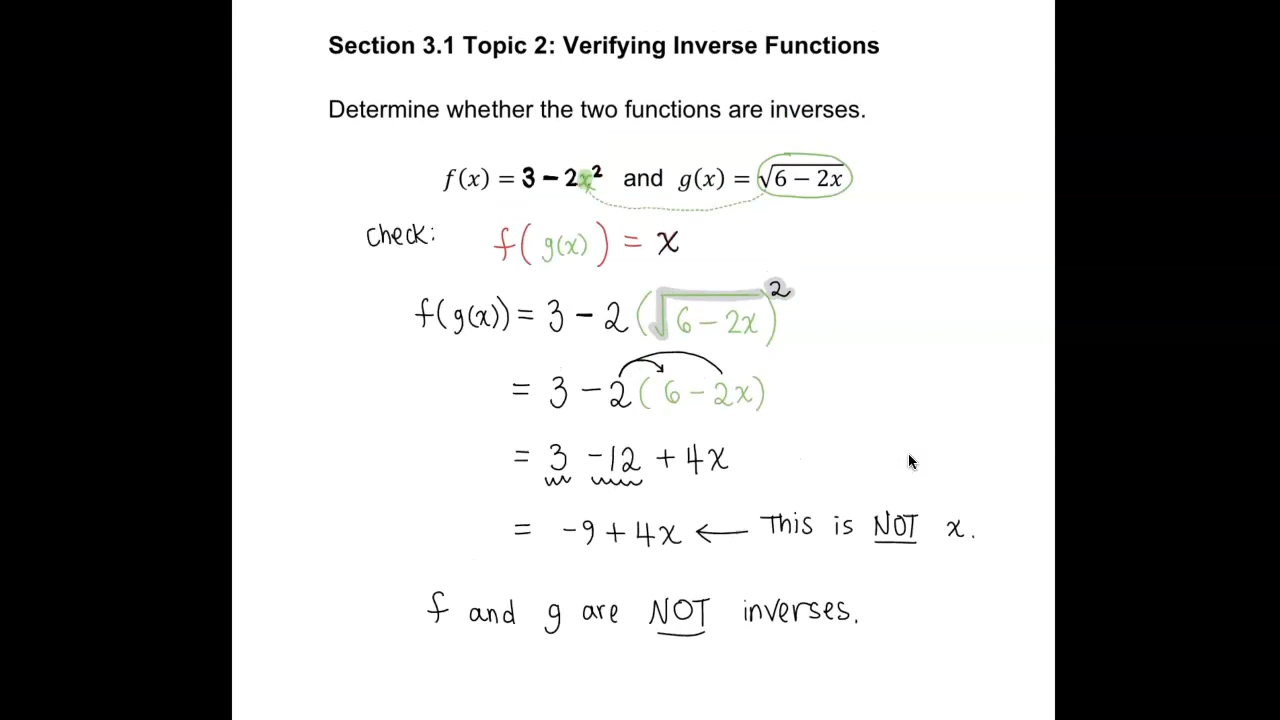 Section 3.1 Topic 2: Verifying Inverse Functions
Determine whether the two functions are inverses.
f(x) = 3 − 2x² and g(x) = √(6 − 2x)
Check: f(g(x)) = x
f(g(x)) = 3 − 2(√(6 − 2x))²
= 3 − 2(6 − 2x)
= 3 −12 + 4x
= −9 + 4x ← This is NOT x.
f and g are NOT inverses.